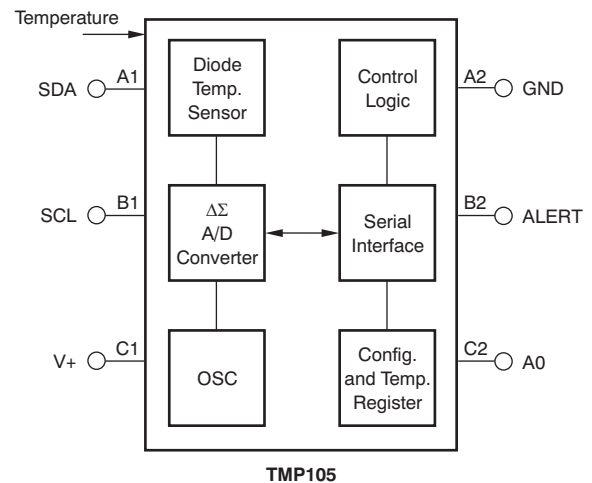 Temperature
SDA
A1
Diode
Temp.
Sensor
Control
Logic
A2
GND
SCL
B1
ΔΣ
A/D
Converter
Serial
Interface
B2
ALERT
V+
C1
OSC
Config.
and Temp.
Register
C2
A0
TMP105